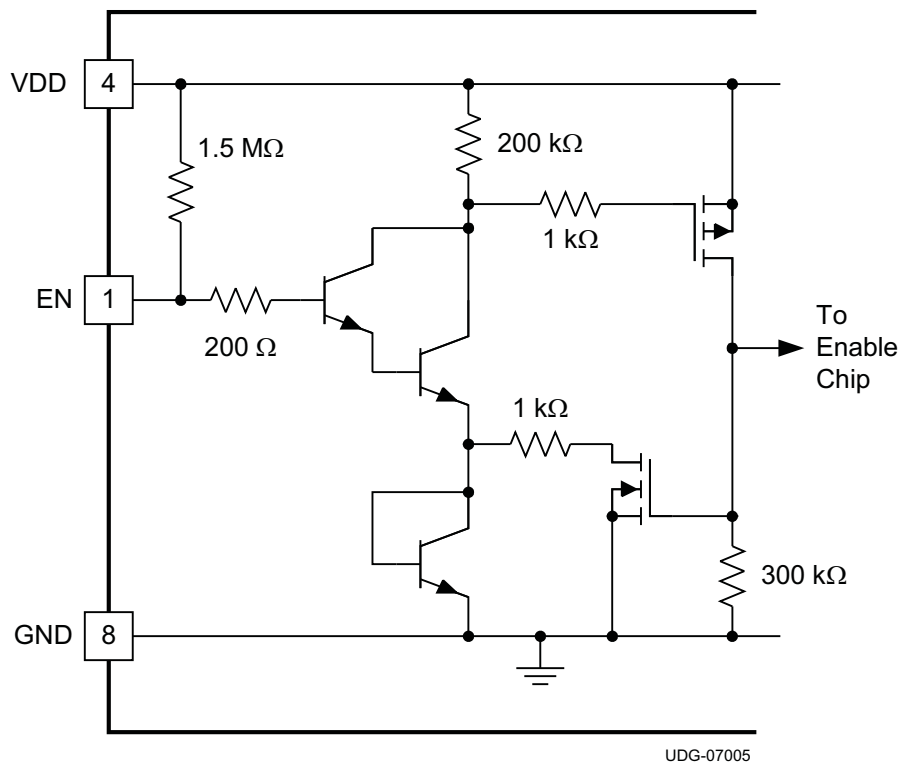 VDD 4
1.5 MΩ
200 kΩ
1 kΩ
EN 1
200 Ω
To
Enable
Chip
1 kΩ
300 kΩ
GND 8
UDG-07005